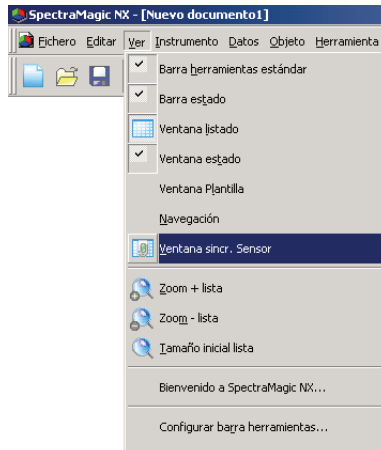 SpectraMagic NX - [Nuevo documento1]
Fichero Editar Ver Instrumento Datos Objeto Herramienta
Barra herramientas estándar
Barra estado
Ventana listado
Ventana estado
Ventana Plantilla
Navegación
Ventana sincr. Sensor
Zoom + lista
Zoom - lista
Tamaño inicial lista
Bienvenido a SpectraMagic NX...
Configurar barra herramientas...